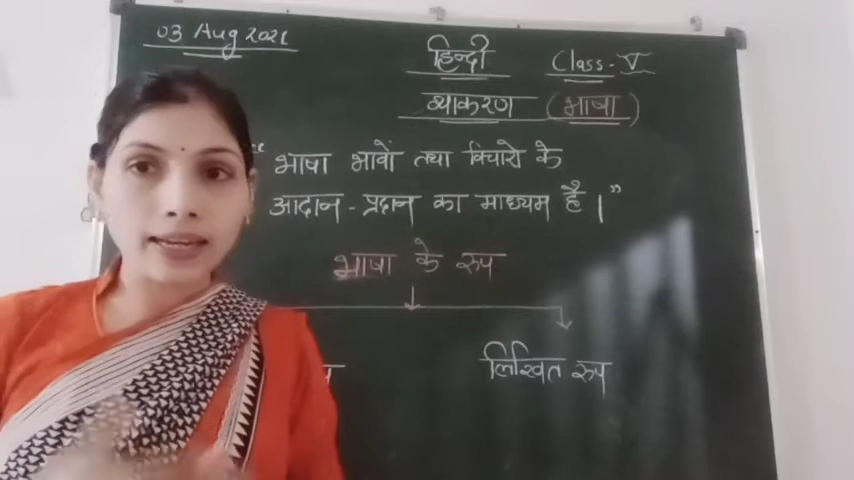 03 Aug 2021
हिन्दी Class - V
व्याकरण (भाषा)
" भाषा भावों तथा विचारो के
आदान - प्रदान का माध्यम है । "
भाषा के रुप
लिखित रुप